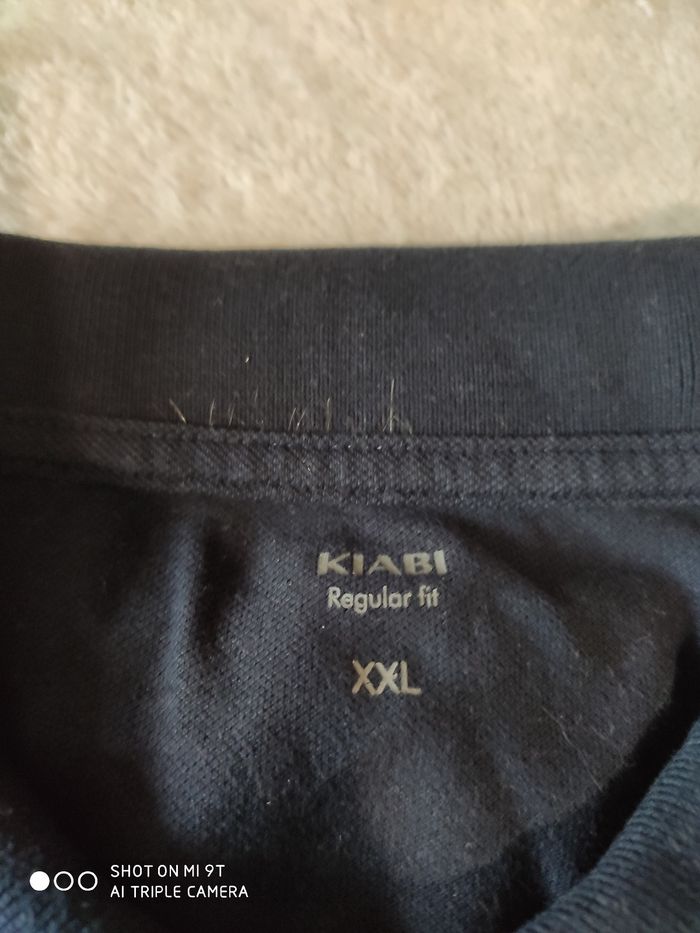 KIABI
Regular fit
XXL
SHOT ON MI 9T
AI TRIPLE CAMERA